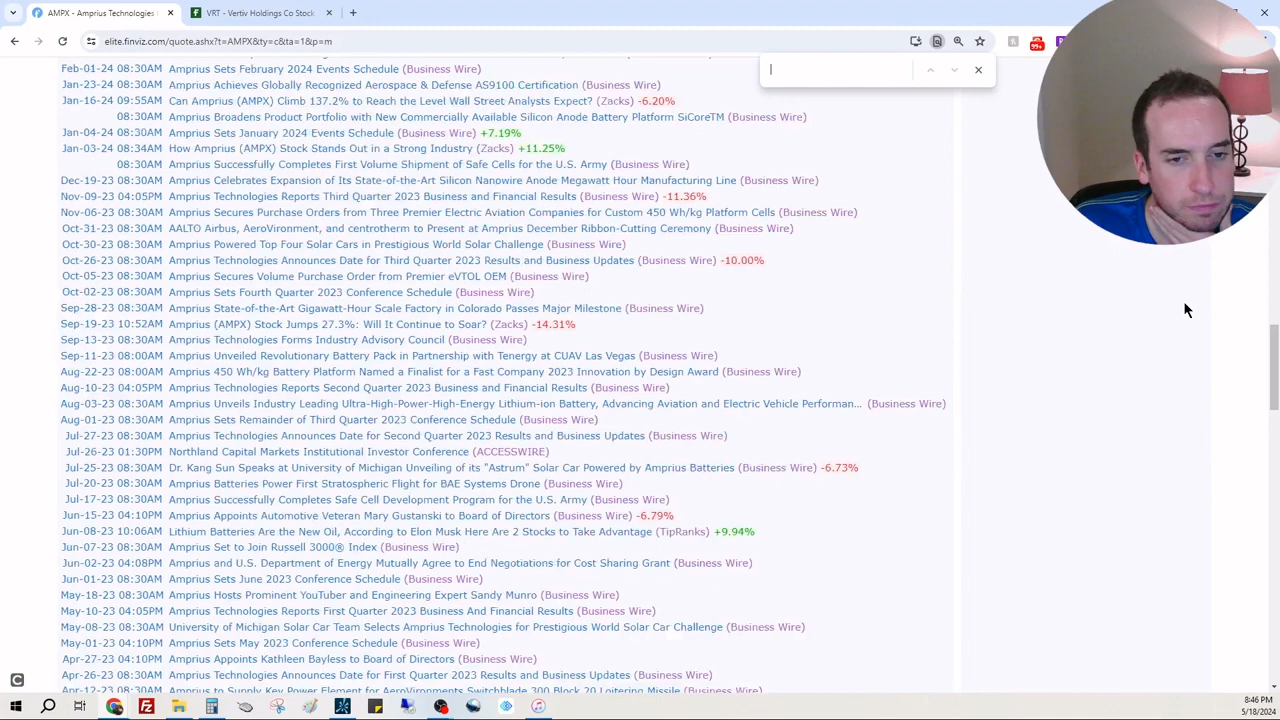 AMPX - Amprius Technologies
VRT - Vertiv Holdings Co Stock
elite.finviz.com/quote.ashx?t=AMPX&ty=c&ta=1&p=m
99+
Feb-01-24 08:30AM Amprius Sets February 2024 Events Schedule (Business Wire)
Jan-23-24 08:30AM Amprius Achieves Globally Recognized Aerospace & Defense AS9100 Certification (Business Wire)
Jan-16-24 09:55AM Can Amprius (AMPX) Climb 137.2% to Reach the Level Wall Street Analysts Expect? (Zacks) -6.20%
08:30AM Amprius Broadens Product Portfolio with New Commercially Available Silicon Anode Battery Platform SiCoreTM (Business Wire)
Jan-04-24 08:30AM Amprius Sets January 2024 Events Schedule (Business Wire) +7.19%
Jan-03-24 08:34AM How Amprius (AMPX) Stock Stands Out in a Strong Industry (Zacks) +11.25%
08:30AM Amprius Successfully Completes First Volume Shipment of Safe Cells for the U.S. Army (Business Wire)
Dec-19-23 08:30AM Amprius Celebrates Expansion of Its State-of-the-Art Silicon Nanowire Anode Megawatt Hour Manufacturing Line (Business Wire)
Nov-09-23 04:05PM Amprius Technologies Reports Third Quarter 2023 Business and Financial Results (Business Wire) -11.36%
Nov-06-23 08:30AM Amprius Secures Purchase Orders from Three Premier Electric Aviation Companies for Custom 450 Wh/kg Platform Cells (Business Wire)
Oct-31-23 08:30AM AALTO Airbus, AeroVironment, and centrotherm to Present at Amprius December Ribbon-Cutting Ceremony (Business Wire)
Oct-30-23 08:30AM Amprius Powered Top Four Solar Cars in Prestigious World Solar Challenge (Business Wire)
Oct-26-23 08:30AM Amprius Technologies Announces Date for Third Quarter 2023 Results and Business Updates (Business Wire) -10.00%
Oct-05-23 08:30AM Amprius Secures Volume Purchase Order from Premier eVTOL OEM (Business Wire)
Oct-02-23 08:30AM Amprius Sets Fourth Quarter 2023 Conference Schedule (Business Wire)
Sep-28-23 08:30AM Amprius State-of-the-Art Gigawatt-Hour Scale Factory in Colorado Passes Major Milestone (Business Wire)
Sep-19-23 10:52AM Amprius (AMPX) Stock Jumps 27.3%: Will It Continue to Soar? (Zacks) -14.31%
Sep-13-23 08:30AM Amprius Technologies Forms Industry Advisory Council (Business Wire)
Sep-11-23 08:00AM Amprius Unveiled Revolutionary Battery Pack in Partnership with Tenergy at CUAV Las Vegas (Business Wire)
Aug-22-23 08:00AM Amprius 450 Wh/kg Battery Platform Named a Finalist for a Fast Company 2023 Innovation by Design Award (Business Wire)
Aug-10-23 04:05PM Amprius Technologies Reports Second Quarter 2023 Business and Financial Results (Business Wire)
Aug-03-23 08:30AM Amprius Unveils Industry Leading Ultra-High-Power-High-Energy Lithium-ion Battery, Advancing Aviation and Electric Vehicle Performan... (Business Wire)
Aug-01-23 08:30AM Amprius Sets Remainder of Third Quarter 2023 Conference Schedule (Business Wire)
Jul-27-23 08:30AM Amprius Technologies Announces Date for Second Quarter 2023 Results and Business Updates (Business Wire)
Jul-26-23 01:30PM Northland Capital Markets Institutional Investor Conference (ACCESSWIRE)
Jul-25-23 08:30AM Dr. Kang Sun Speaks at University of Michigan Unveiling of its "Astrum" Solar Car Powered by Amprius Batteries (Business Wire) -6.73%
Jul-20-23 08:30AM Amprius Batteries Power First Stratospheric Flight for BAE Systems Drone (Business Wire)
Jul-17-23 08:30AM Amprius Successfully Completes Safe Cell Development Program for the U.S. Army (Business Wire)
Jun-15-23 04:10PM Amprius Appoints Automotive Veteran Mary Gustanski to Board of Directors (Business Wire) -6.79%
Jun-08-23 10:06AM Lithium Batteries Are the New Oil, According to Elon Musk Here Are 2 Stocks to Take Advantage (TipRanks) +9.94%
Jun-07-23 08:30AM Amprius Set to Join Russell 3000® Index (Business Wire)
Jun-02-23 04:08PM Amprius and U.S. Department of Energy Mutually Agree to End Negotiations for Cost Sharing Grant (Business Wire)
Jun-01-23 08:30AM Amprius Sets June 2023 Conference Schedule (Business Wire)
May-18-23 08:30AM Amprius Hosts Prominent YouTuber and Engineering Expert Sandy Munro (Business Wire)
May-10-23 04:05PM Amprius Technologies Reports First Quarter 2023 Business And Financial Results (Business Wire)
May-08-23 08:30AM University of Michigan Solar Car Team Selects Amprius Technologies for Prestigious World Solar Car Challenge (Business Wire)
May-01-23 04:10PM Amprius Sets May 2023 Conference Schedule (Business Wire)
Apr-27-23 04:10PM Amprius Appoints Kathleen Bayless to Board of Directors (Business Wire)
Apr-26-23 08:30AM Amprius Technologies Announces Date for First Quarter 2023 Results and Business Updates (Business Wire)
Apr-12-23 08:30AM Amprius to Supply Key Power Element for AeroVironments Switchblade 300 Block 20 Loitering Missile (Business Wire)
8:46 PM
5/18/2024